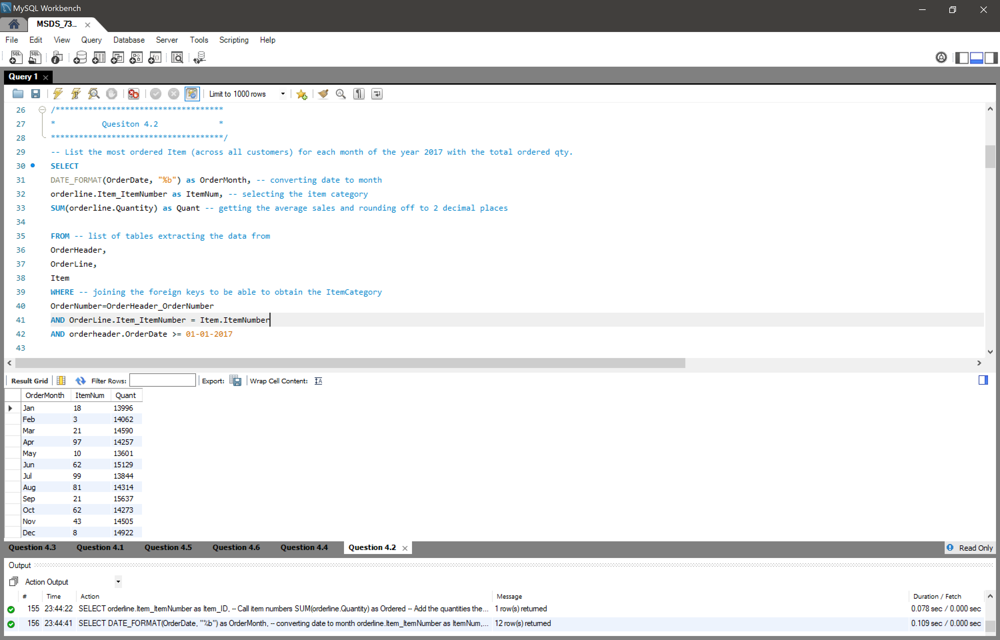 MySQL Workbench
MSDS_73...
File Edit View Query Database Server Tools Scripting Help
Query 1
Limit to 1000 rows
26 /************************************
27 * Quesiton 4.2 *
28 *************************************/
29 -- List the most ordered Item (across all customers) for each month of the year 2017 with the total ordered qty.
30 SELECT
31 DATE_FORMAT(OrderDate, "%b") as OrderMonth, -- converting date to month
32 orderline.Item_ItemNumber as ItemNum, -- selecting the item category
33 SUM(orderline.Quantity) as Quant -- getting the average sales and rounding off to 2 decimal places
34
35 FROM -- list of tables extracting the data from
36 OrderHeader,
37 OrderLine,
38 Item
39 WHERE -- joining the foreign keys to be able to obtain the ItemCategory
40 OrderNumber=OrderHeader_OrderNumber
41 AND OrderLine.Item_ItemNumber = Item.ItemNumber
42 AND orderheader.OrderDate >= 01-01-2017
43
Result Grid Filter Rows: Export: Wrap Cell Content:
OrderMonth ItemNum Quant
Jan 18 13996
Feb 3 14062
Mar 21 14590
Apr 97 14257
May 10 13601
Jun 62 15129
Jul 99 13844
Aug 81 14314
Sep 21 15637
Oct 62 14273
Nov 43 14505
Dec 8 14922
Question 4.3 Question 4.1 Question 4.5 Question 4.6 Question 4.4 Question 4.2 Read Only
Output
Action Output
# Time Action Message Duration / Fetch
155 23:44:22 SELECT orderline.Item_ItemNumber as Item_ID, -- Call item numbers SUM(orderline.Quantity) as Ordered -- Add the quantities the... 1 row(s) returned 0.078 sec / 0.000 sec
156 23:44:41 SELECT DATE_FORMAT(OrderDate, "%b") as OrderMonth, -- converting date to month orderline.Item_ItemNumber as ItemNum,... 12 row(s) returned 0.109 sec / 0.000 sec